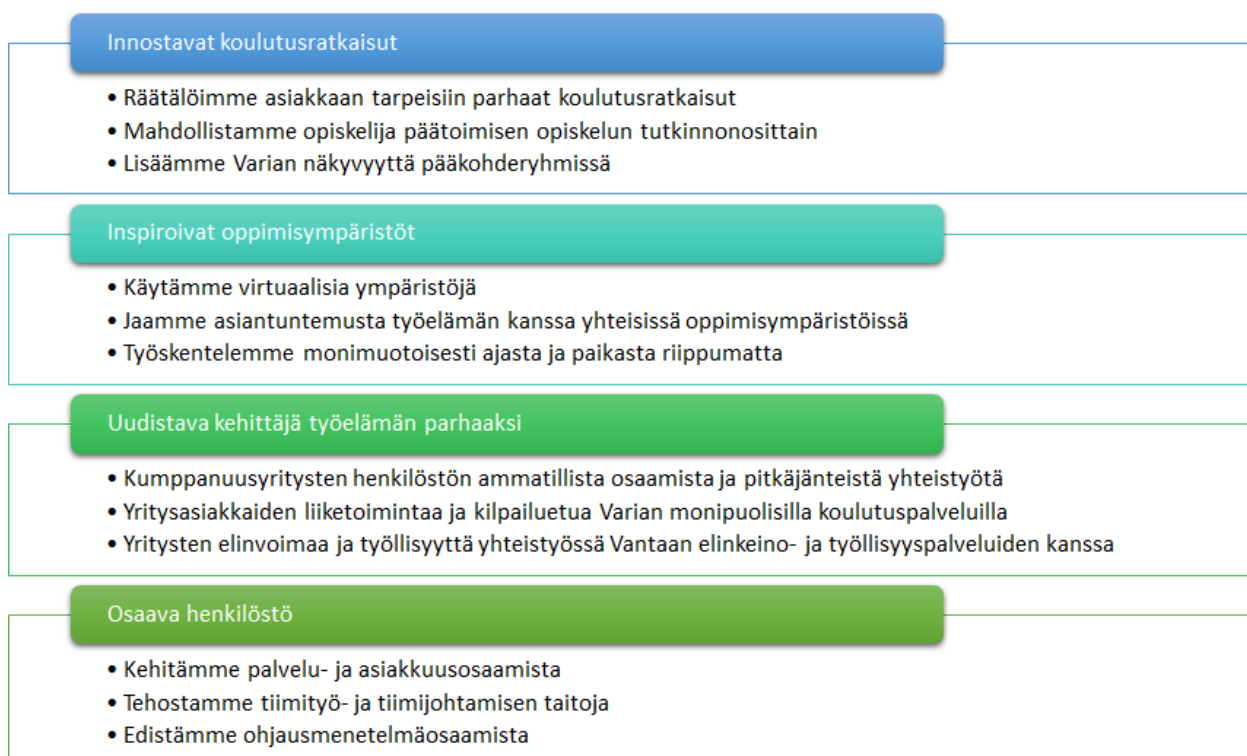 Innostavat koulutusratkaisut
• Räätälöimme asiakkaan tarpeisiin parhaat koulutusratkaisut
• Mahdollistamme opiskelija päätoimisen opiskelun tutkinnonosittain
• Lisäämme Varian näkyvyyttä pääkohderyhmissä
Inspiroivat oppimisympäristöt
• Käytämme virtuaalisia ympäristöjä
• Jaamme asiantuntemusta työelämän kanssa yhteisissä oppimisympäristöissä
• Työskentelemme monimuotoisesti ajasta ja paikasta riippumatta
Uudistava kehittäjä työelämän parhaaksi
• Kumppanuusyritysten henkilöstön ammatillista osaamista ja pitkäjänteistä yhteistyötä
• Yritysasiakkaiden liiketoimintaa ja kilpailuetua Varian monipuolisilla koulutuspalveluilla
• Yritysten elinvoimaa ja työllisyyttä yhteistyössä Vantaan elinkeino- ja työllisyyspalveluiden kanssa
Osaava henkilöstö
• Kehitämme palvelu- ja asiakkuusosaamista
• Tehostamme tiimityö- ja tiimijohtamisen taitoja
• Edistämme ohjausmenetelmäosaamista